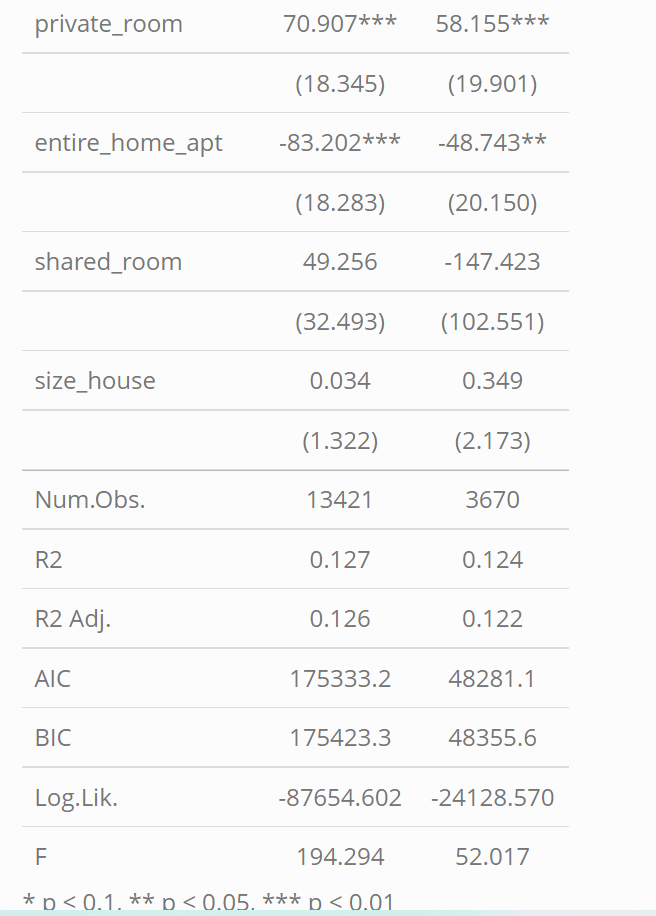 private_room 70.907*** 58.155***
(18.345) (19.901)
entire_home_apt -83.202*** -48.743**
(18.283) (20.150)
shared_room 49.256 -147.423
(32.493) (102.551)
size_house 0.034 0.349
(1.322) (2.173)
Num.Obs. 13421 3670
R2 0.127 0.124
R2 Adj. 0.126 0.122
AIC 175333.2 48281.1
BIC 175423.3 48355.6
Log.Lik. -87654.602 -24128.570
F 194.294 52.017
* p < 0.1, ** p < 0.05, *** p < 0.01